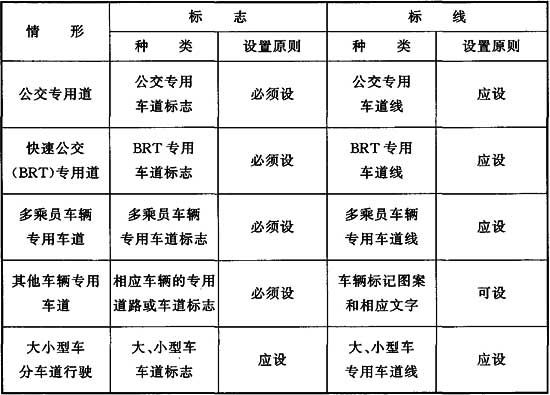 情 形
标 志
标 线
种 类
设置原则
种 类
设置原则
公交专用道
公交专用
车道标志
必须设
公交专用
车道线
应设
快速公交
(BRT)专用道
BRT 专用
车道标志
必须设
BRT 专用
车道线
应设
多乘员车辆
专用车道
多乘员车辆
专用车道标志
必须设
多乘员车辆
专用车道线
应设
其他车辆专用
车道
相应车辆的专用
道路或车道标志
必须设
车辆标记图案
和相应文字
可设
大小型车
分车道行驶
大、小型车
车道标志
应设
大、小型车
专用车道线
应设